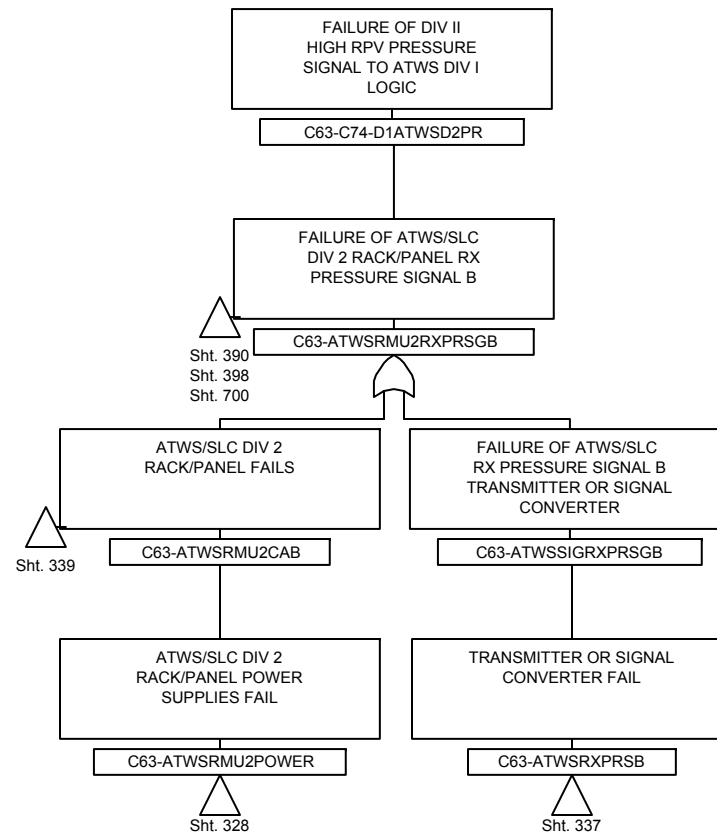 FAILURE OF DIV II
HIGH RPV PRESSURE
SIGNAL TO ATWS DIV I
LOGIC
C63-C74-D1ATWSD2PR
FAILURE OF ATWS/SLC
DIV 2 RACK/PANEL RX
PRESSURE SIGNAL B
Sht. 390
Sht. 398
Sht. 700
C63-ATWSRMU2RXPRSGB
ATWS/SLC DIV 2
RACK/PANEL FAILS
Sht. 339
C63-ATWSRMU2CAB
FAILURE OF ATWS/SLC
RX PRESSURE SIGNAL B
TRANSMITTER OR SIGNAL
CONVERTER
C63-ATWSSIGRXPRSGB
ATWS/SLC DIV 2
RACK/PANEL POWER
SUPPLIES FAIL
C63-ATWSRMU2POWER
Sht. 328
TRANSMITTER OR SIGNAL
CONVERTER FAIL
C63-ATWSRXPRSB
Sht. 337